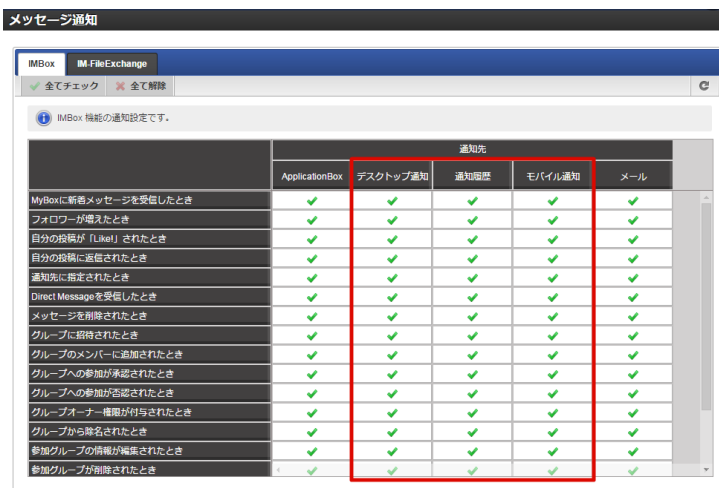 メッセージ通知
IMBox IM-FileExchange
全てチェック 全て解除
IMBox 機能の通知設定です。
通知先
ApplicationBox デスクトップ通知 通知履歴 モバイル通知 メール
MyBoxに新着メッセージを受信したとき
フォロワーが増えたとき
自分の投稿が「Like!」されたとき
自分の投稿に返信されたとき
通知先に指定されたとき
Direct Messageを受信したとき
メッセージを削除されたとき
グループに招待されたとき
グループのメンバーに追加されたとき
グループへの参加が承認されたとき
グループへの参加が否認されたとき
グループオーナー権限が付与されたとき
グループから除名されたとき
参加グループの情報が編集されたとき
参加グループが削除されたとき